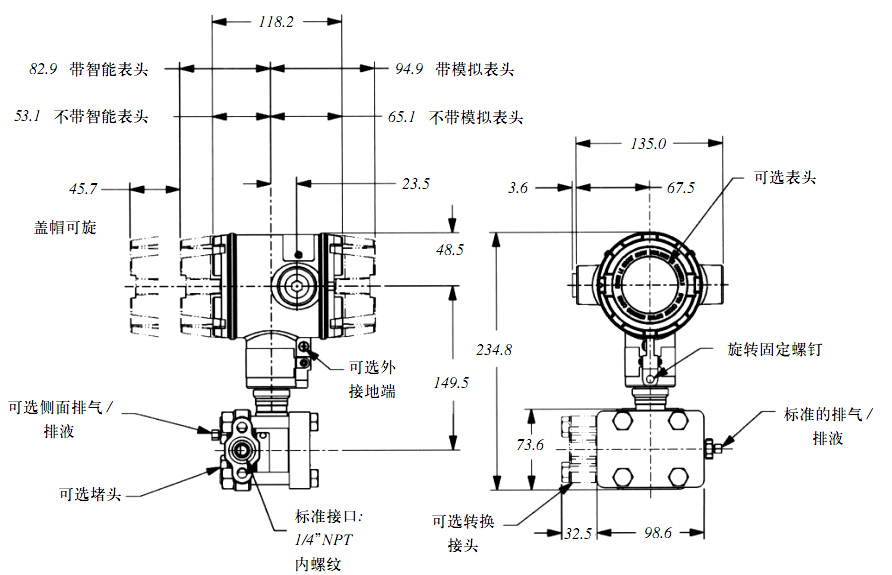 118.2
82.9 带智能表头
94.9 带模拟表头
53.1 不带智能表头
65.1 不带模拟表头
135.0
45.7
23.5
3.6
67.5
可选表头
盖帽可旋
48.5
234.8
149.5
可选外
接地端
旋转固定螺钉
可选侧面排气/
排液
73.6
标准的排气/
排液
可选堵头
标准接口:
1/4"NPT
内螺纹
可选转换
接头
32.5
98.6